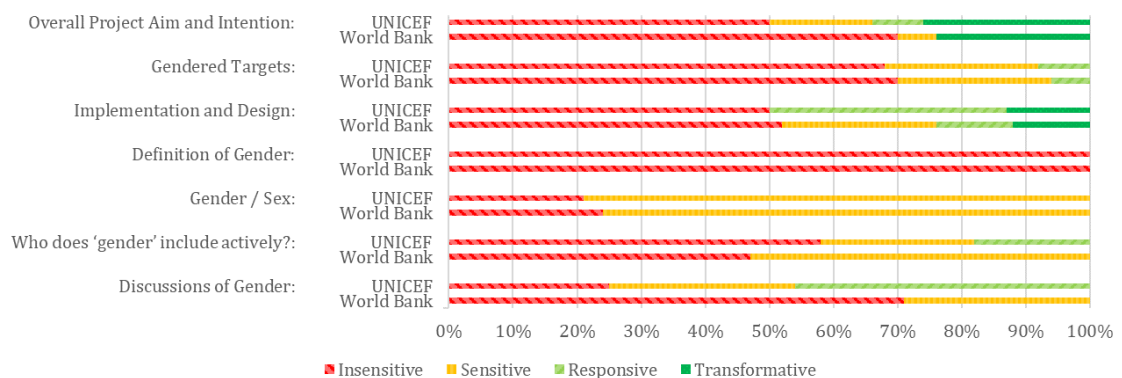 Overall Project Aim and Intention: UNICEF
World Bank
Gendered Targets: UNICEF
World Bank
Implementation and Design: UNICEF
World Bank
Definition of Gender: UNICEF
World Bank
Gender / Sex: UNICEF
World Bank
Who does ‘gender’ include actively?: UNICEF
World Bank
Discussions of Gender: UNICEF
World Bank
0% 10% 20% 30% 40% 50% 60% 70% 80% 90% 100%
Insensitive Sensitive Responsive Transformative